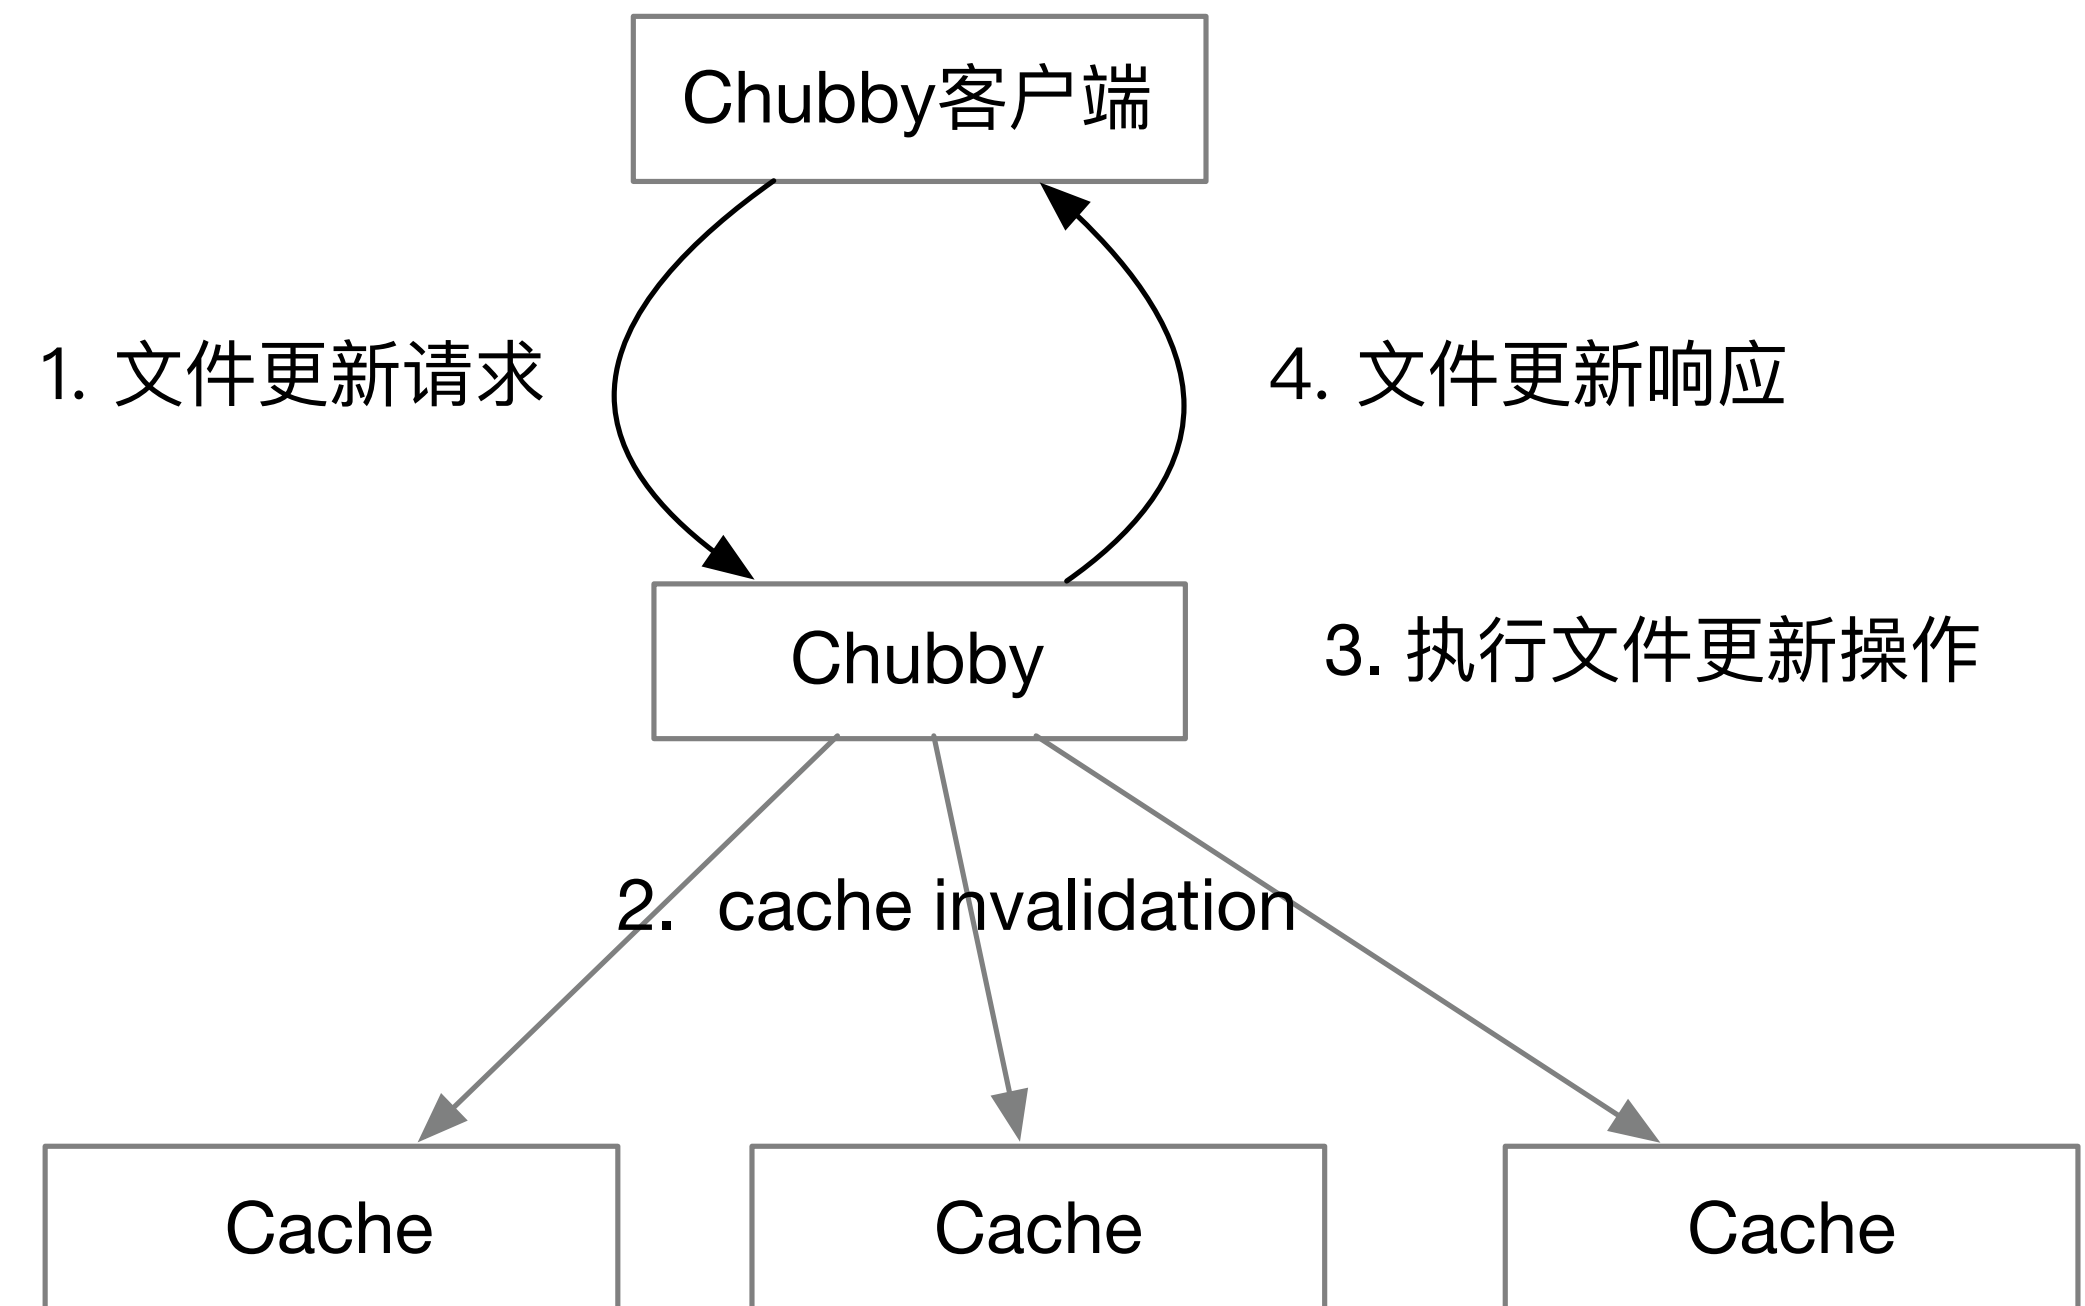 Chubby客户端
1. 文件更新请求
4. 文件更新响应
Chubby
3. 执行文件更新操作
2. cache invalidation
Cache
Cache
Cache